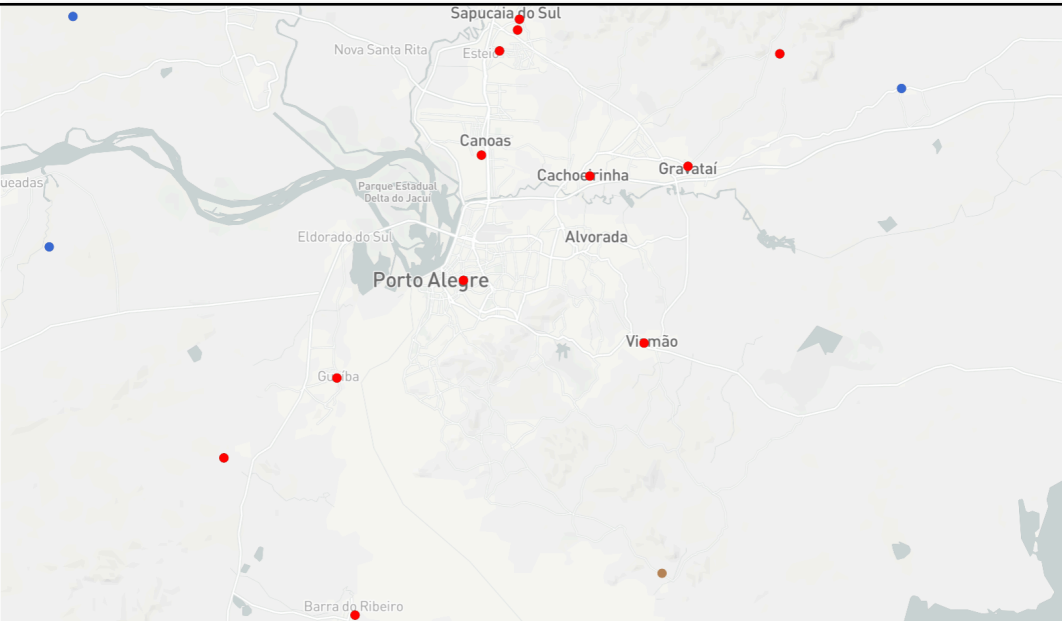 Sapucaia do Sul
Nova Santa Rita
Esteio
Canoas
Cachoeirinha
Gravataí
ueadas
Parque Estadual
Delta do Jacuí
Eldorado do Sul
Alvorada
Porto Alegre
Viamão
Guaíba
Barra do Ribeiro